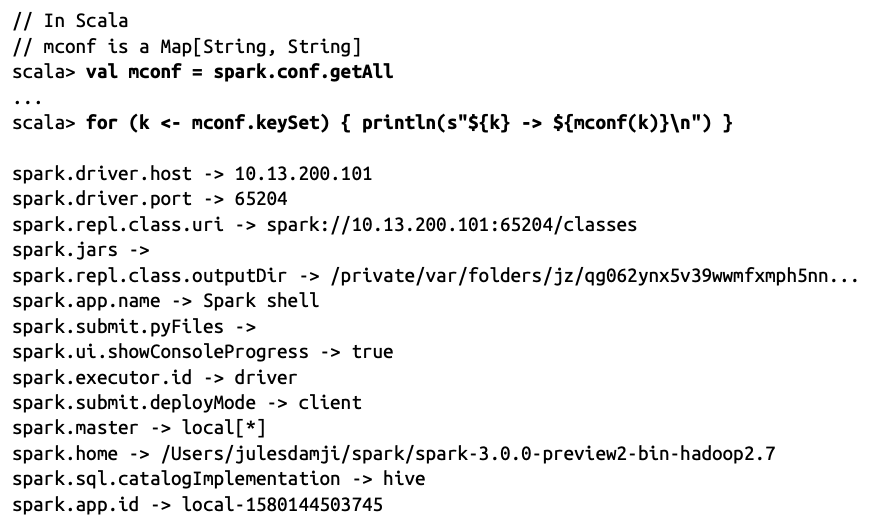 // In Scala
// mconf is a Map[String, String]
scala> val mconf = spark.conf.getAll
...
scala> for (k <- mconf.keySet) { println(s"${k} -> ${mconf(k)}\n") }
spark.driver.host -> 10.13.200.101
spark.driver.port -> 65204
spark.repl.class.uri -> spark://10.13.200.101:65204/classes
spark.jars ->
spark.repl.class.outputDir -> /private/var/folders/jz/qg062ynx5v39wwmfxmph5nn...
spark.app.name -> Spark shell
spark.submit.pyFiles ->
spark.ui.showConsoleProgress -> true
spark.executor.id -> driver
spark.submit.deployMode -> client
spark.master -> local[*]
spark.home -> /Users/julesdamji/spark/spark-3.0.0-preview2-bin-hadoop2.7
spark.sql.catalogImplementation -> hive
spark.app.id -> local-1580144503745